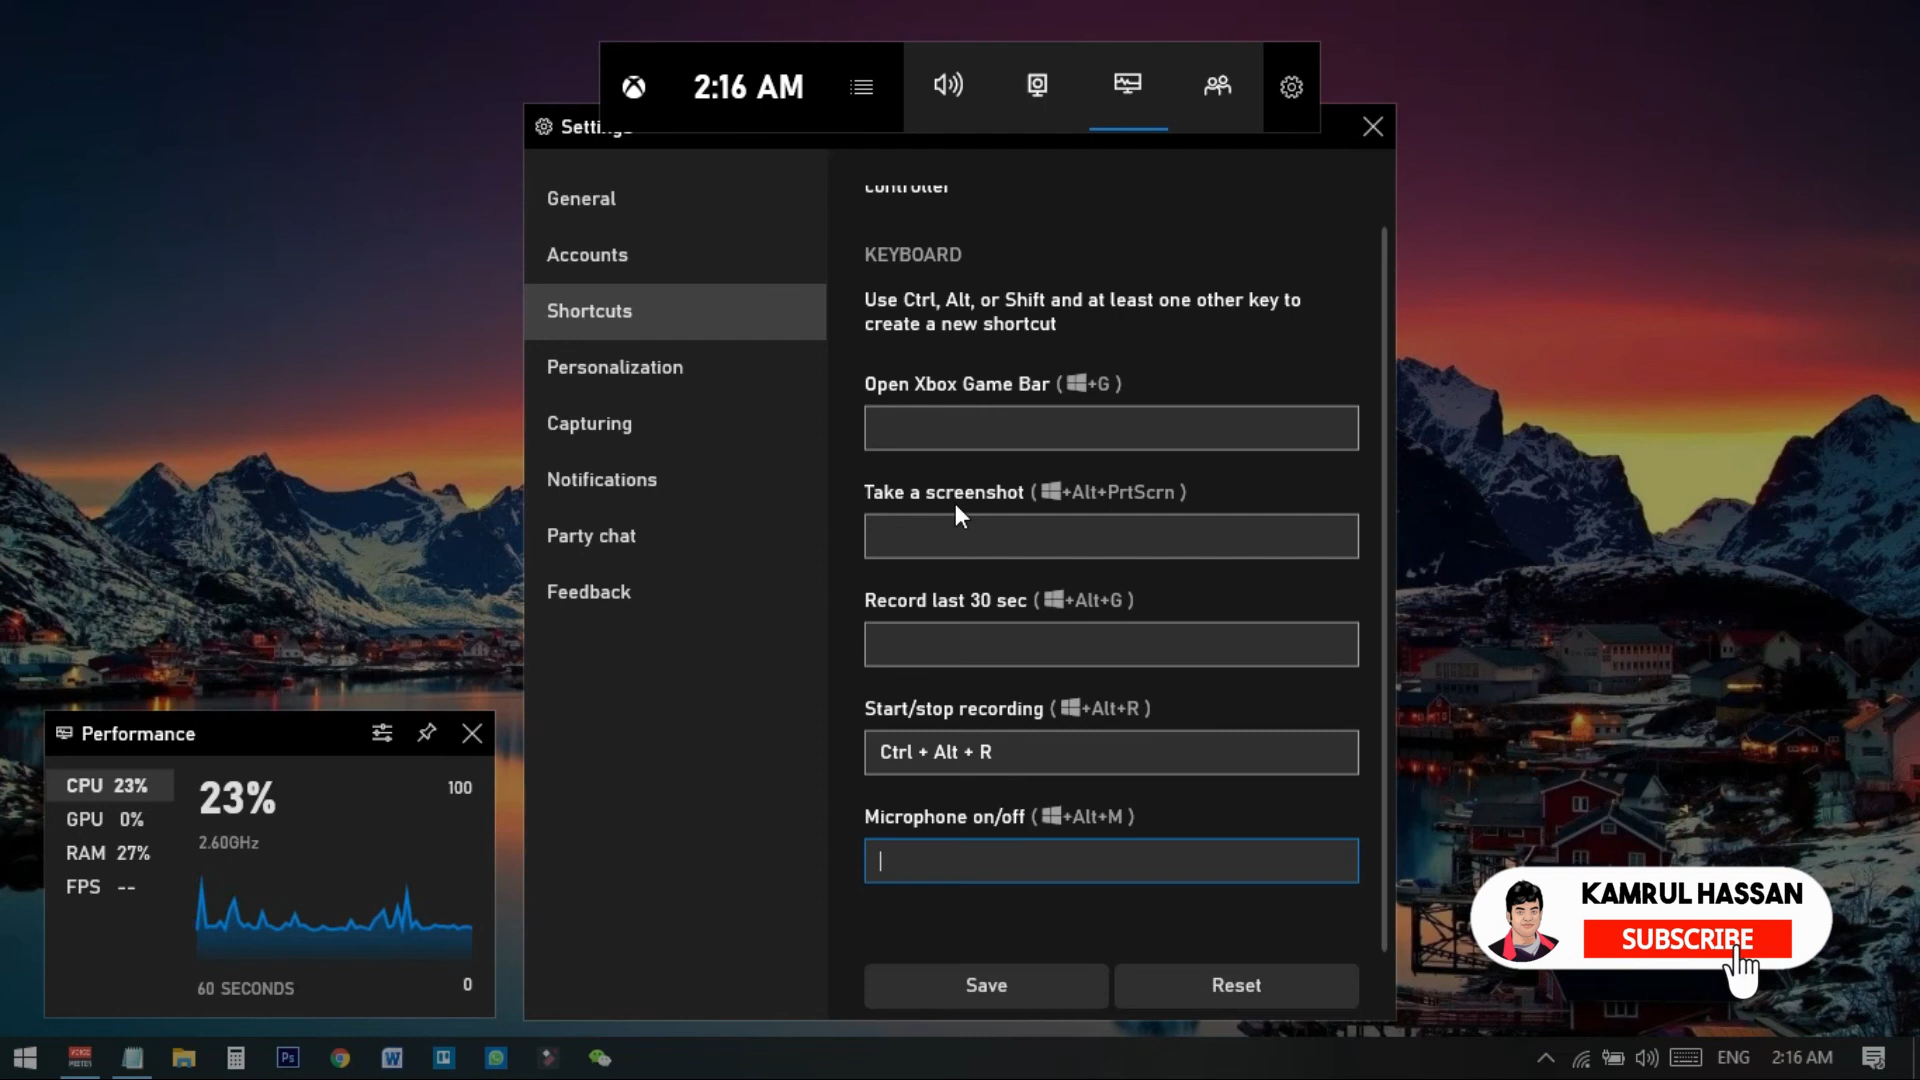 2:16 AM
Settings
General
Accounts
Shortcuts
Personalization
Capturing
Notifications
Party chat
Feedback
controller
KEYBOARD
Use Ctrl, Alt, or Shift and at least one other key to
create a new shortcut
Open Xbox Game Bar ( +G )
Take a screenshot ( +Alt+PrtScrn )
Record last 30 sec ( +Alt+G )
Start/stop recording ( +Alt+R )
Ctrl + Alt + R
Microphone on/off ( +Alt+M )
Save
Reset
Performance
CPU 23%
GPU 0%
RAM 27%
FPS --
23%
2.60GHz
100
60 SECONDS
0
KAMRUL HASSAN
SUBSCRIBE
Ps
W
ENG
2:16 AM